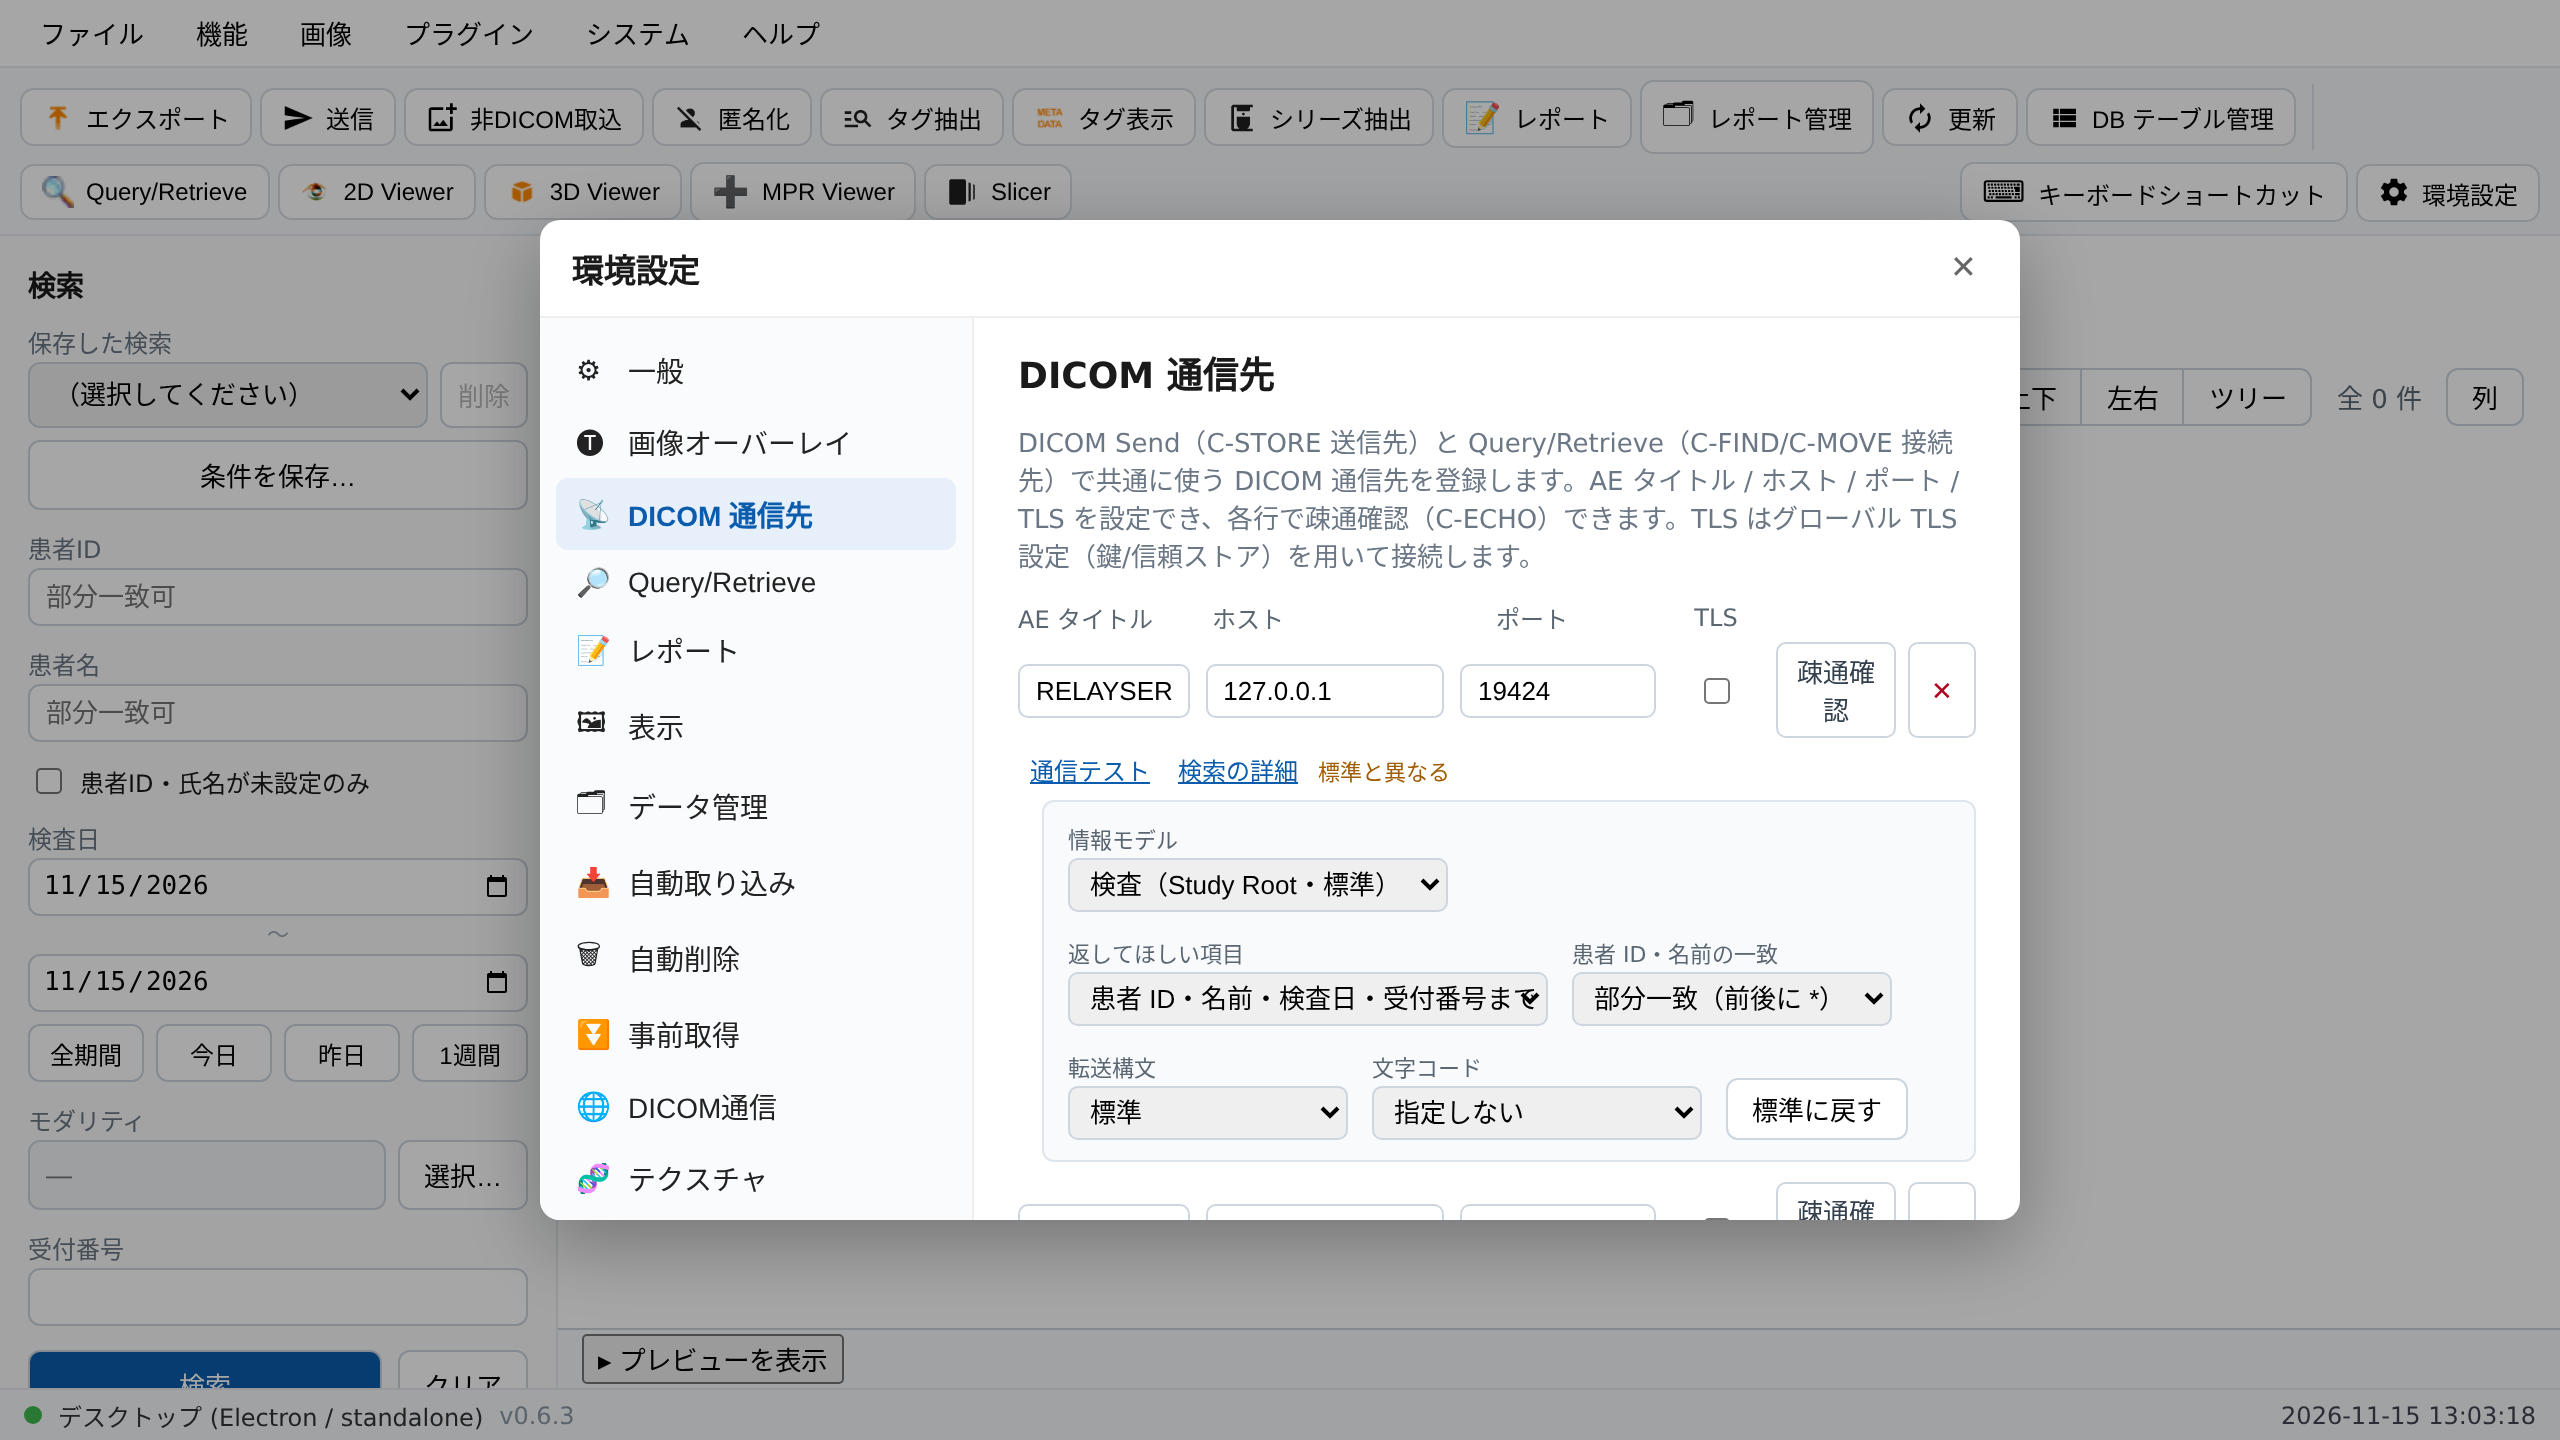 ファイル 機能 画像 プラグイン システム ヘルプ
エクスポート 送信 非DICOM取込 匿名化 タグ抽出 META DATA タグ表示 シリーズ抽出 レポート レポート管理 更新 DB テーブル管理
Query/Retrieve 2D Viewer 3D Viewer MPR Viewer Slicer キーボードショートカット 環境設定
検索
保存した検索
（選択してください） 削除
条件を保存...
患者ID
部分一致可
患者名
部分一致可
患者ID・氏名が未設定のみ
検査日
11/15/2026
～
11/15/2026
全期間 今日 昨日 1週間
モダリティ
— 選択...
受付番号
検索 クリア
環境設定 ×
一般
画像オーバーレイ
DICOM 通信先
Query/Retrieve
レポート
表示
データ管理
自動取り込み
自動削除
事前取得
DICOM通信
テクスチャ
DICOM 通信先
DICOM Send（C-STORE 送信先）と Query/Retrieve（C-FIND/C-MOVE 接続
先）で共通に使う DICOM 通信先を登録します。AE タイトル / ホスト / ポート /
TLS を設定でき、各行で疎通確認（C-ECHO）できます。TLS はグローバル TLS
設定（鍵/信頼ストア）を用いて接続します。
AE タイトル ホスト ポート TLS
RELAYSER 127.0.0.1 19424 疎通確認 ×
通信テスト 検索の詳細 標準と異なる
情報モデル
検査（Study Root・標準）
返してほしい項目 患者 ID・名前の一致
患者 ID・名前・検査日・受付番号まで 部分一致（前後に *）
転送構文 文字コード
標準 指定しない 標準に戻す
疎通確
上下 左右 ツリー 全 0 件 列
▸ プレビューを表示
デスクトップ (Electron / standalone) v0.6.3 2026-11-15 13:03:18